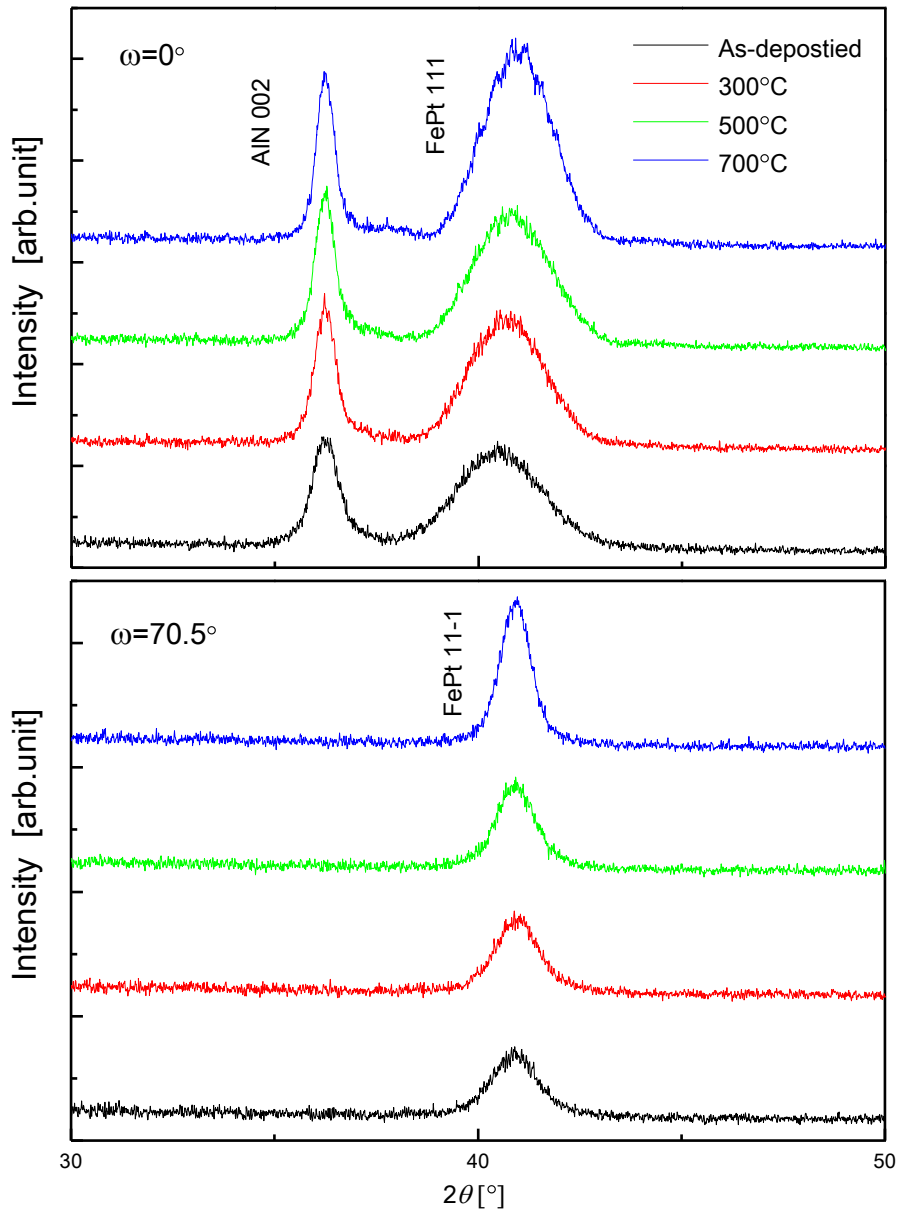 ω=0°
AlN 002
FePt 111
As-depostied
300°C
500°C
700°C
Intensity [arb.unit]
ω=70.5°
FePt 11-1
Intensity [arb.unit]
30
40
50
2θ [°]